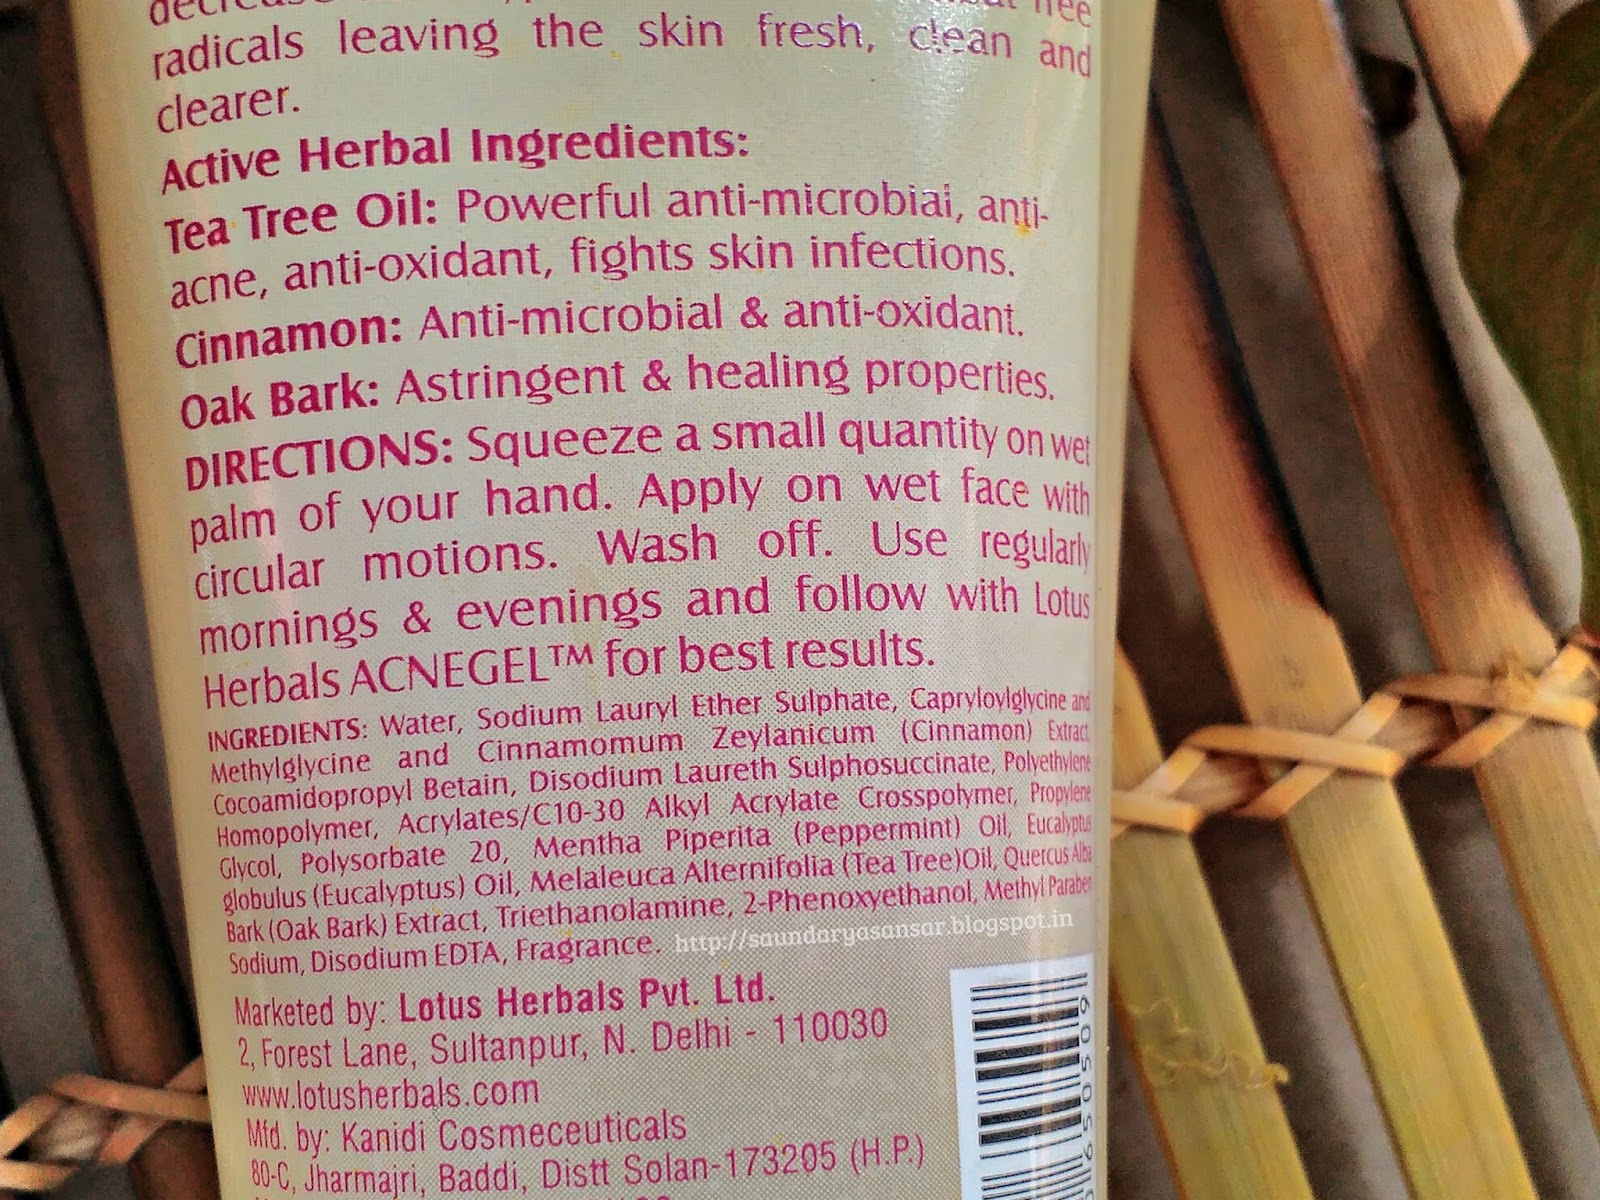 free
radicals leaving the skin fresh, clean and
clearer.
Active Herbal Ingredients:
Tea Tree Oil: Powerful anti-microbial, anti-
acne, anti-oxidant, fights skin infections.
Cinnamon: Anti-microbial & anti-oxidant.
Oak Bark: Astringent & healing properties.
DIRECTIONS: Squeeze a small quantity on wet
palm of your hand. Apply on wet face with
circular motions. Wash off. Use regularly
mornings & evenings and follow with Lotus
Herbals ACNEGEL™ for best results.
INGREDIENTS: Water, Sodium Lauryl Ether Sulphate, Capryloylglycine and
Methylglycine and Cinnamomum Zeylanicum (Cinnamon) Extract,
Cocoamidopropyl Betain, Disodium Laureth Sulphosuccinate, Polyethylene
Homopolymer, Acrylates/C10-30 Alkyl Acrylate Crosspolymer, Propylene
Glycol, Polysorbate 20, Mentha Piperita (Peppermint) Oil, Eucalyptus
globulus (Eucalyptus) Oil, Melaleuca Alternifolia (Tea Tree)Oil, Quercus Alba
Bark (Oak Bark) Extract, Triethanolamine, 2-Phenoxyethanol, Methyl Paraben
Sodium, Disodium EDTA, Fragrance.
http://saundaryasansar.blogspot.in
Marketed by: Lotus Herbals Pvt. Ltd.
2, Forest Lane, Sultanpur, N. Delhi - 110030
www.lotusherbals.com
Mfd. by: Kanidi Cosmeceuticals
80-C, Jharmajri, Baddi, Distt Solan-173205 (H.P.)
650509